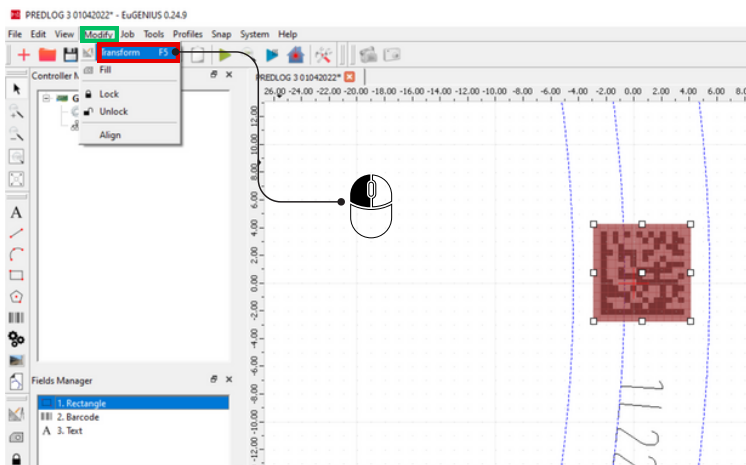 PREDLOG 3 01042022* - EuGENIUS 0.24.9
File Edit View Modify Job Tools Profiles Snap System Help
Transform F5
Fill
Lock
Unlock
Align
Controller M
G
PREDLOG 3 01042022*
26.00 -24.00 -22.00 -20.00 -18.00 -16.00 -14.00 -12.00 -10.00 -8.00 -6.00 -4.00 -2.00 0.00 2.00 4.00 6.00 8.0
12.00
10.00
8.00
6.00
4.00
2.00
0.00
-2.00
-4.00
-6.00
-8.00
-10.00
-12.00
A
Fields Manager
1. Rectangle
2. Barcode
A 3. Text
1L22